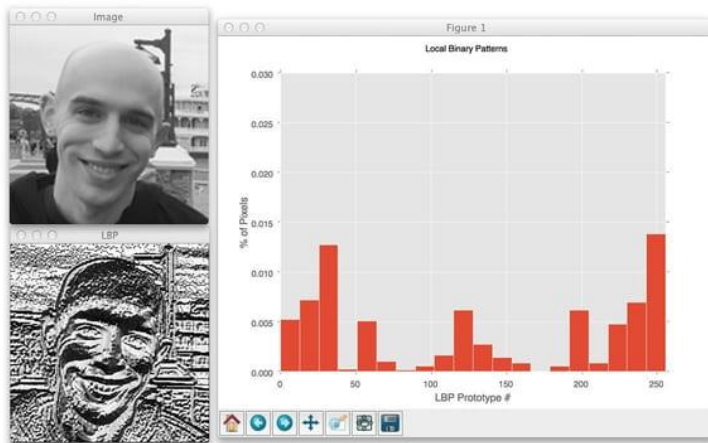 Image
LBP
Figure 1
Local Binary Patterns
% of Pixels
0.030
0.025
0.020
0.015
0.010
0.005
0.000
0 50 100 150 200 250
LBP Prototype #